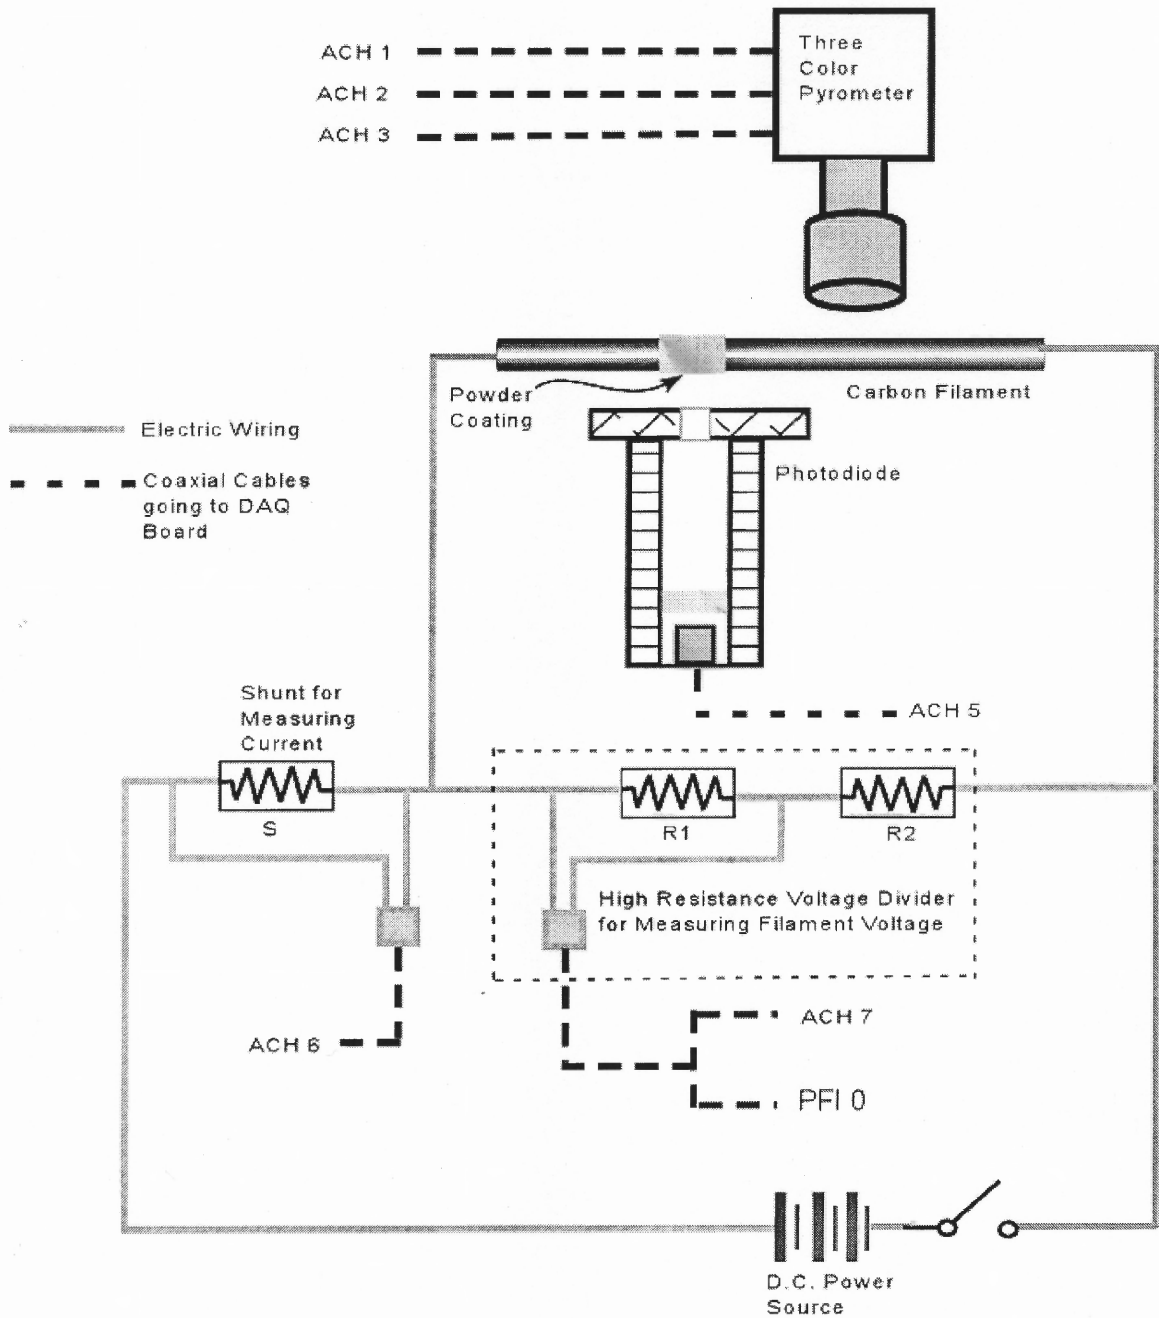 ACH 1
ACH 2
ACH 3
Three
Color
Pyrometer
Powder
Coating
Carbon Filament
Electric Wiring
Coaxial Cables
going to DAQ
Board
Photodiode
ACH 5
Shunt for
Measuring
Current
S
R1
R2
High Resistance Voltage Divider
for Measuring Filament Voltage
ACH 6
ACH 7
PFI 0
D.C. Power
Source